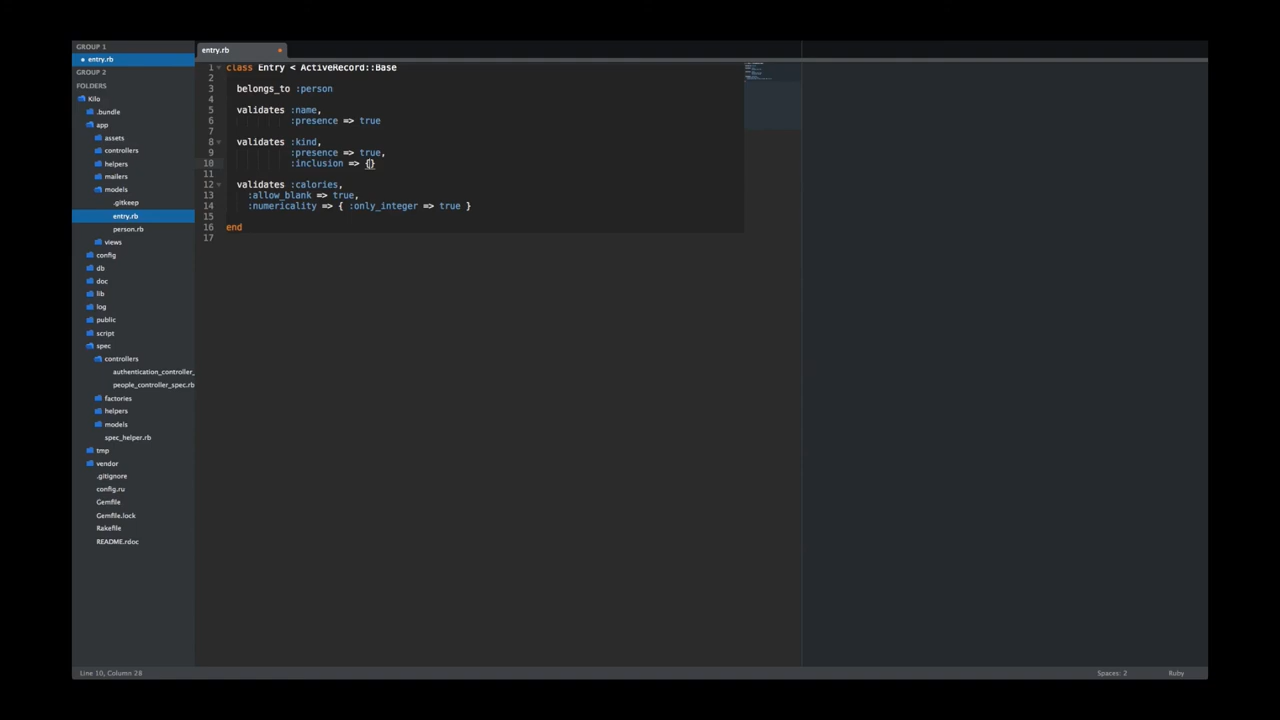 GROUP 1
entry.rb
GROUP 2
FOLDERS
Kilo
.bundle
app
assets
controllers
helpers
mailers
models
.gitkeep
entry.rb
person.rb
views
config
db
doc
lib
log
public
script
spec
controllers
authentication_controller_
people_controller_spec.rb
factories
helpers
models
spec_helper.rb
tmp
vendor
.gitignore
config.ru
Gemfile
Gemfile.lock
Rakefile
README.rdoc
entry.rb
1 class Entry < ActiveRecord::Base
2
3 belongs_to :person
4
5 validates :name,
6 :presence => true
7
8 validates :kind,
9 :presence => true,
10 :inclusion => {}
11
12 validates :calories,
13 :allow_blank => true,
14 :numericality => { :only_integer => true }
15
16 end
17
Line 10, Column 28
Spaces: 2
Ruby